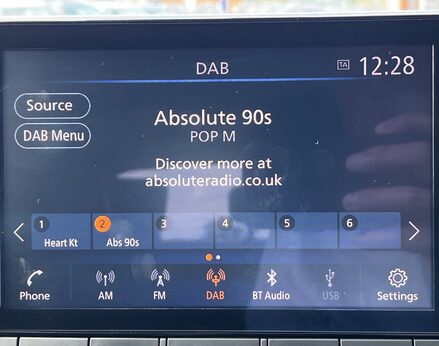 DAB
TA 12:28
Source
DAB Menu
Absolute 90s
POP M
Discover more at
absoluteradio.co.uk
1 2 3 4 5 6
Heart Kt Abs 90s
Phone AM FM DAB BT Audio USB Settings